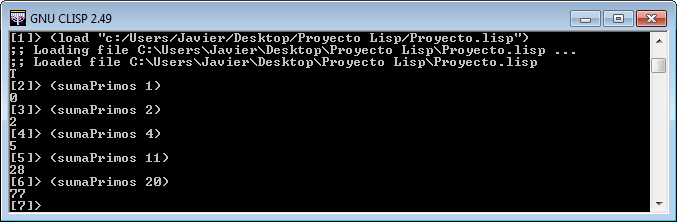 GNU CLISP 2.49
[1]> (load "c:/Users/Javier/Desktop/Proyecto Lisp/Proyecto.lisp")
;; Loading file C:\Users\Javier\Desktop\Proyecto Lisp\Proyecto.lisp ...
;; Loaded file C:\Users\Javier\Desktop\Proyecto Lisp\Proyecto.lisp
T
[2]> (sumaPrimos 1)
0
[3]> (sumaPrimos 2)
2
[4]> (sumaPrimos 4)
5
[5]> (sumaPrimos 11)
28
[6]> (sumaPrimos 20)
77
[7]>